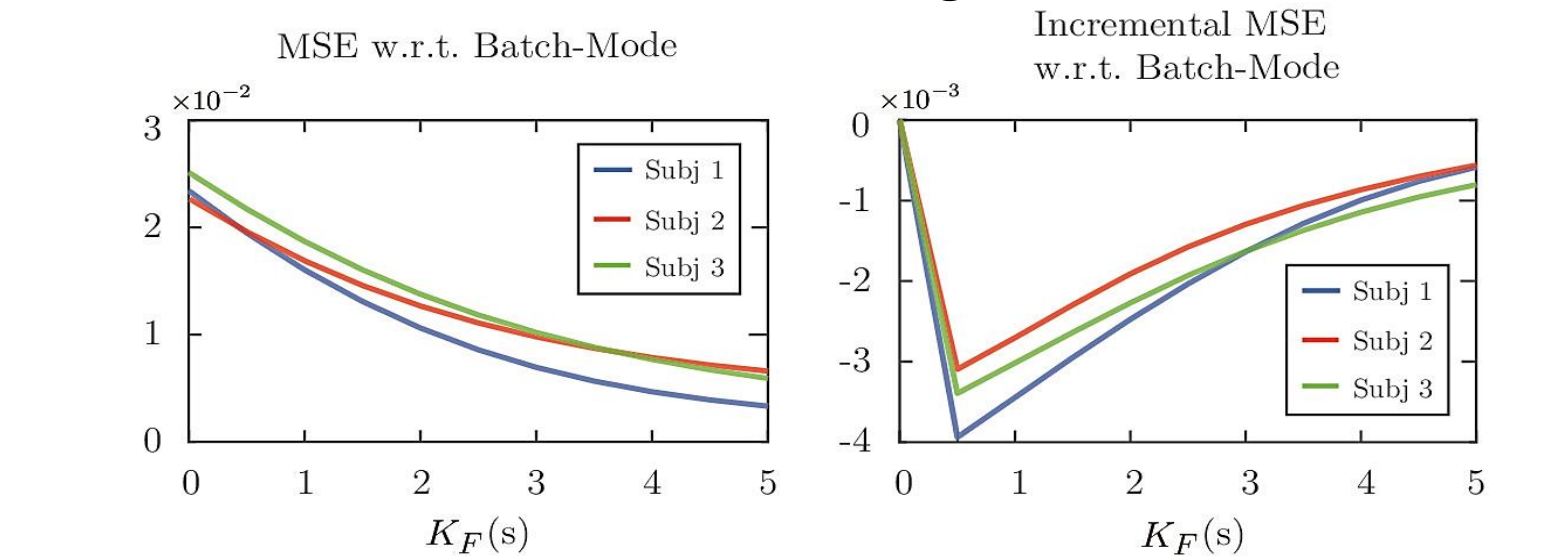 MSE w.r.t. Batch-Mode
×10⁻²
3
2
1
0
0 1 2 3 4 5
K_F(s)
Subj 1
Subj 2
Subj 3
Incremental MSE
w.r.t. Batch-Mode
×10⁻³
0
-1
-2
-3
-4
0 1 2 3 4 5
K_F(s)
Subj 1
Subj 2
Subj 3